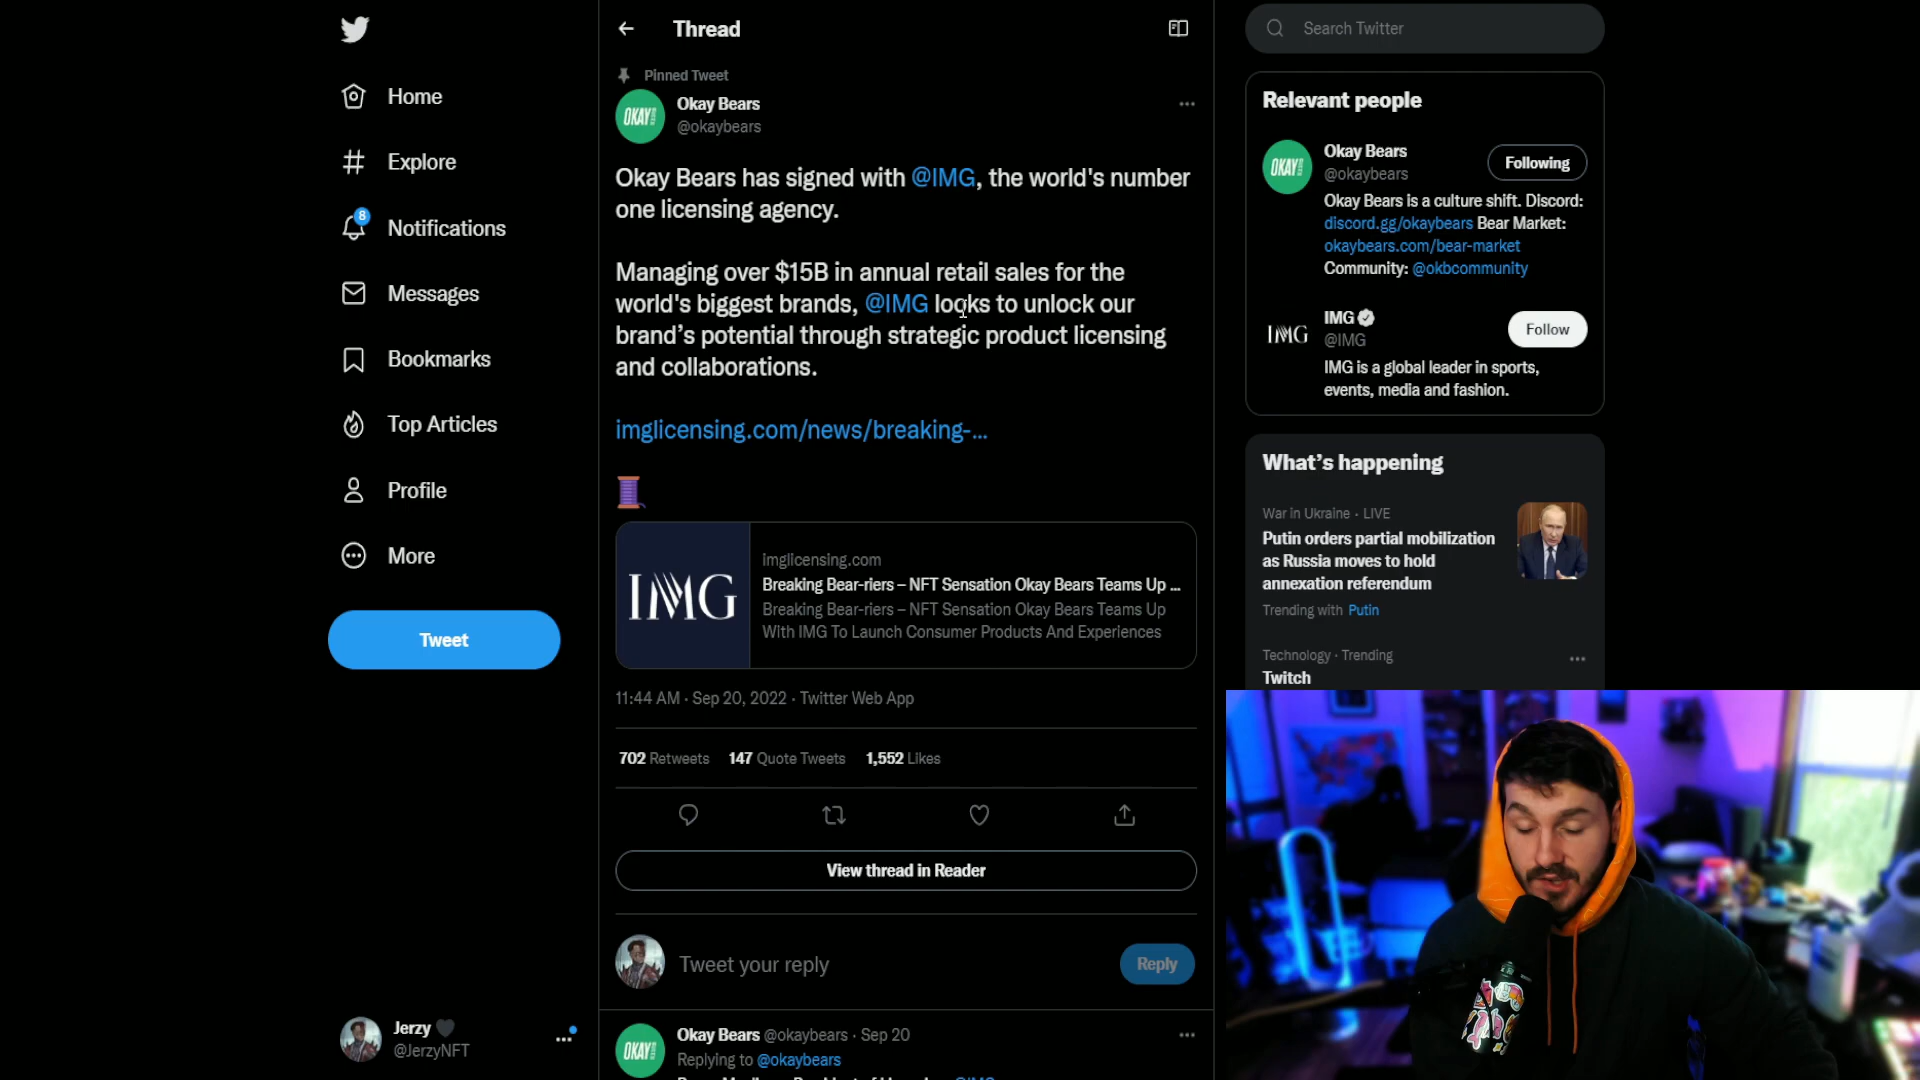 Home
Explore
8
Notifications
Messages
Bookmarks
Top Articles
Profile
More
Tweet
Jerzy
@JerzyNFT
Thread
Pinned Tweet
OKAY
Okay Bears
@okaybears
Okay Bears has signed with @IMG, the world's number
one licensing agency.
Managing over $15B in annual retail sales for the
world's biggest brands, @IMG looks to unlock our
brand’s potential through strategic product licensing
and collaborations.
imglicensing.com/news/breaking-...
IMG
imglicensing.com
Breaking Bear-riers – NFT Sensation Okay Bears Teams Up ...
Breaking Bear-riers – NFT Sensation Okay Bears Teams Up
With IMG To Launch Consumer Products And Experiences
11:44 AM · Sep 20, 2022 · Twitter Web App
702 Retweets 147 Quote Tweets 1,552 Likes
View thread in Reader
Tweet your reply
Reply
OKAY
Okay Bears @okaybears · Sep 20
Replying to @okaybears
Search Twitter
Relevant people
OKAY
Okay Bears
@okaybears
Following
Okay Bears is a culture shift. Discord:
discord.gg/okaybears Bear Market:
okaybears.com/bear-market
Community: @okbcommunity
IMG
IMG
@IMG
Follow
IMG is a global leader in sports,
events, media and fashion.
What’s happening
War in Ukraine · LIVE
Putin orders partial mobilization
as Russia moves to hold
annexation referendum
Trending with Putin
Technology · Trending
Twitch